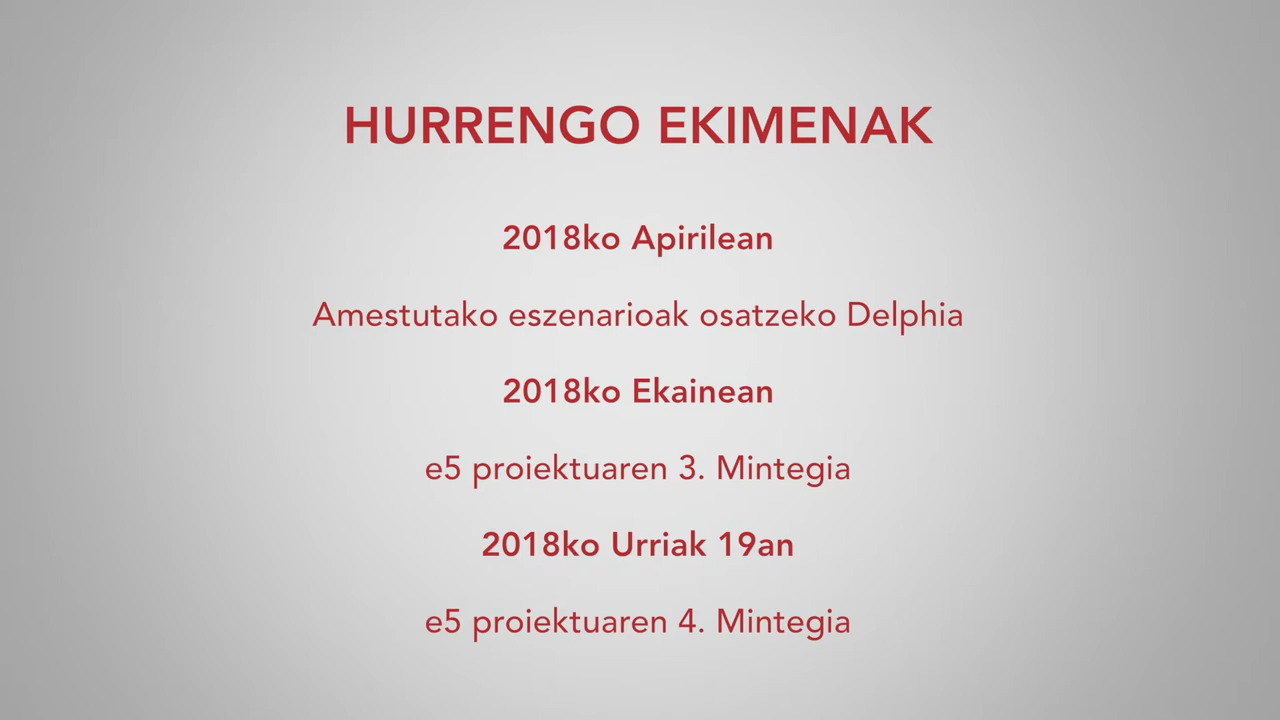 HURRENGO EKIMENAK
2018ko Apirilean
Amestutako eszenarioak osatzeko Delphia
2018ko Ekainean
e5 proiektuaren 3. Mintegia
2018ko Urriak 19an
e5 proiektuaren 4. Mintegia